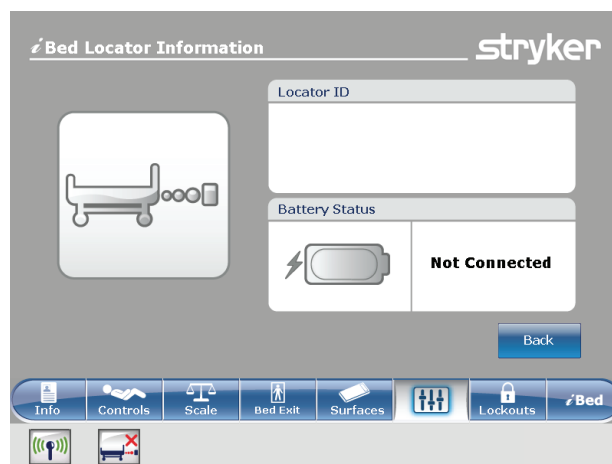 iBed Locator Information
stryker
Locator ID
Battery Status
Not Connected
Back
Info
Controls
Scale
Bed Exit
Surfaces
Lockouts
iBed